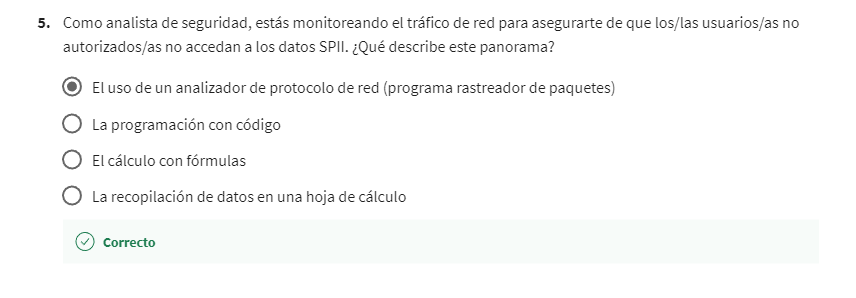 5. Como analista de seguridad, estás monitoreando el tráfico de red para asegurarte de que los/las usuarios/as no
autorizados/as no accedan a los datos SPII. ¿Qué describe este panorama?
El uso de un analizador de protocolo de red (programa rastreador de paquetes)
La programación con código
El cálculo con fórmulas
La recopilación de datos en una hoja de cálculo
Correcto